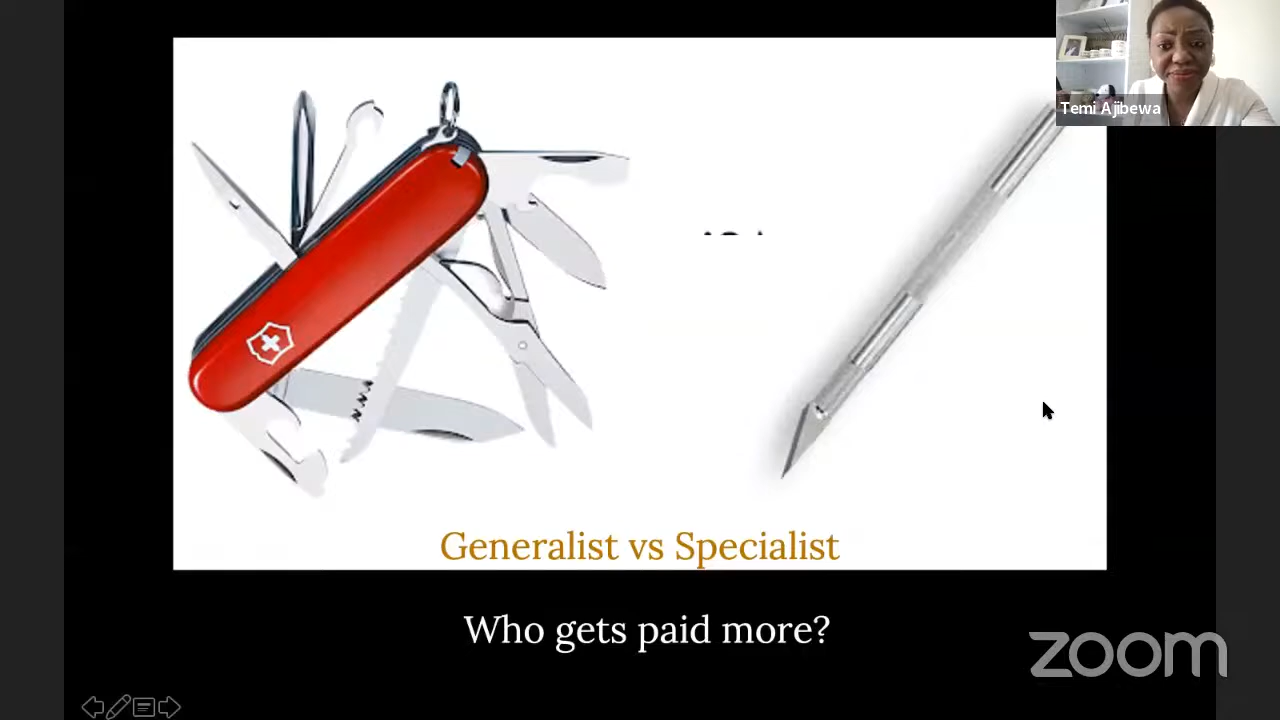 Temi Ajibewa
Generalist vs Specialist
Who gets paid more?
zoom